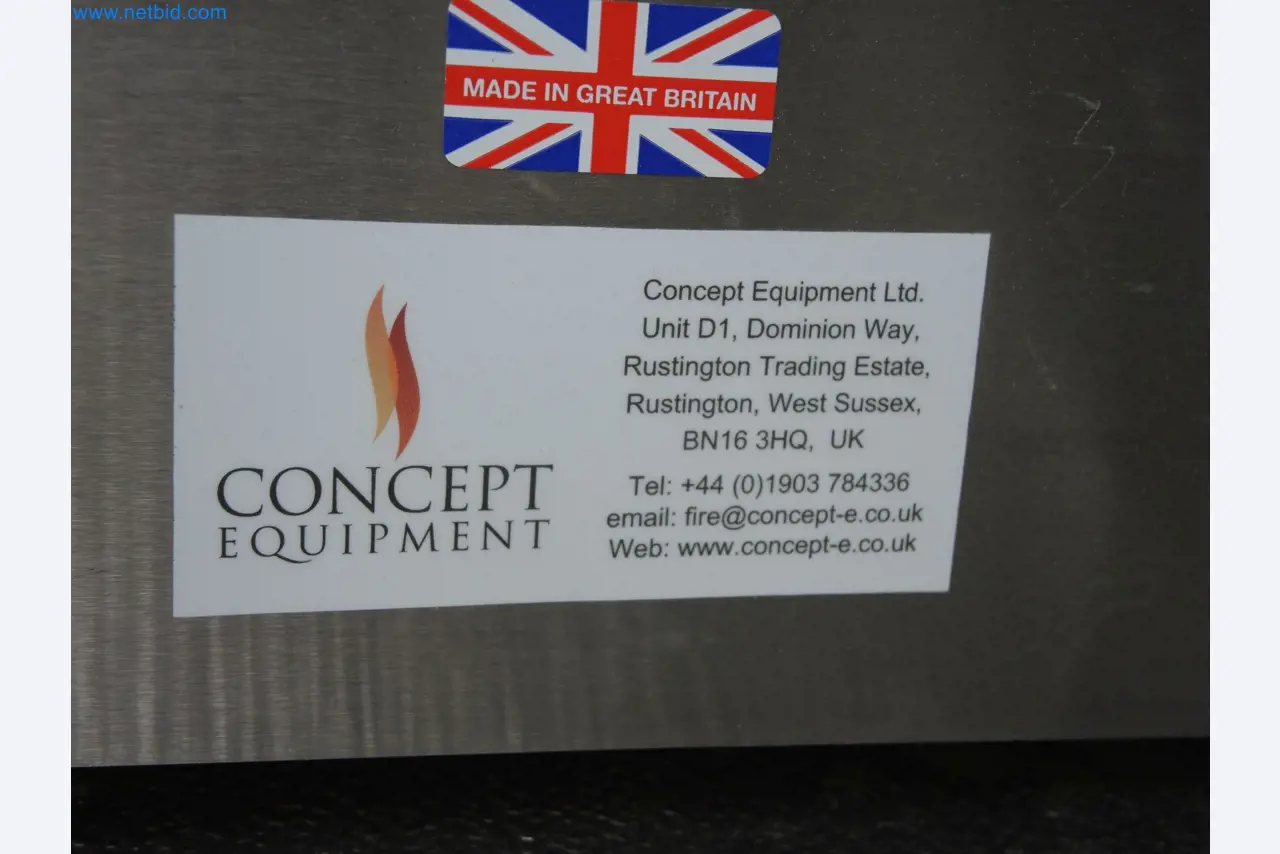 www.netbid.com
MADE IN GREAT BRITAIN
CONCEPT
EQUIPMENT
Concept Equipment Ltd.
Unit D1, Dominion Way,
Rustington Trading Estate,
Rustington, West Sussex,
BN16 3HQ, UK
Tel: +44 (0)1903 784336
email: fire@concept-e.co.uk
Web: www.concept-e.co.uk